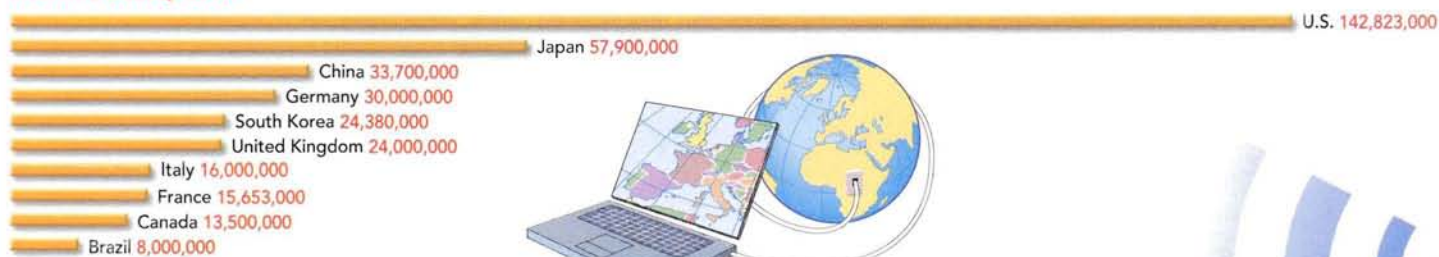 U.S. 142,823,000
Japan 57,900,000
China 33,700,000
Germany 30,000,000
South Korea 24,380,000
United Kingdom 24,000,000
Italy 16,000,000
France 15,653,000
Canada 13,500,000
Brazil 8,000,000